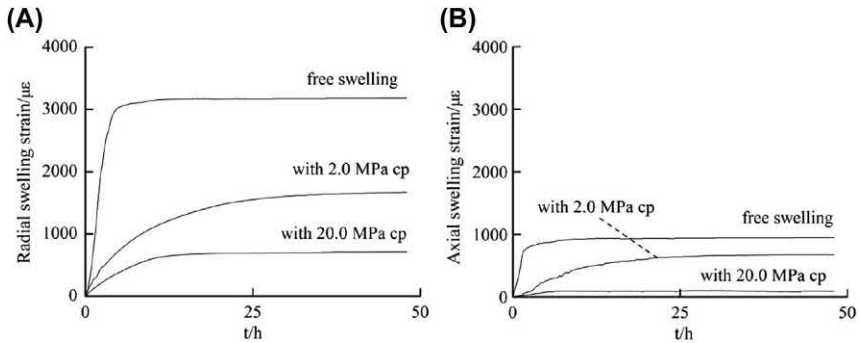 (A)
Radial swelling strain/με
4000
3000
2000
1000
0
free swelling
with 2.0 MPa cp
with 20.0 MPa cp
0
25
50
t/h
(B)
Axial swelling strain/με
4000
3000
2000
1000
0
with 2.0 MPa cp
free swelling
with 20.0 MPa cp
0
25
50
t/h